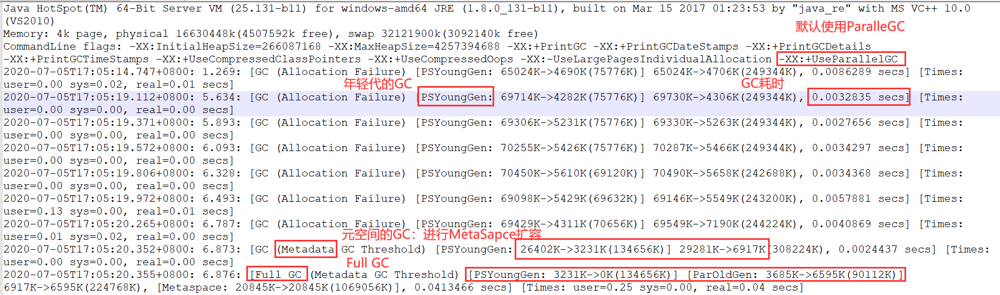 Java HotSpot(TM) 64-Bit Server VM (25.131-b11) for windows-amd64 JRE (1.8.0_131-b11), built on Mar 15 2017 01:23:53 by "java_re" with MS VC++ 10.0
(VS2010)
默认使用ParalleGC
Memory: 4k page, physical 16630448k(4507592k free), swap 32121900k(3092140k free)
CommandLine flags: -XX:InitialHeapSize=266087168 -XX:MaxHeapSize=4257394688 -XX:+PrintGC -XX:+PrintGCDateStamps -XX:+PrintGCDetails
-XX:+PrintGCTimeStamps -XX:+UseCompressedClassPointers -XX:+UseCompressedOops -XX:-UseLargePagesIndividualAllocation -XX:+UseParallelGC
2020-07-05T17:05:14.747+0800: 1.269: [GC (Allocation Failure) [PSYoungGen: 65024K->4690K(75776K)] 65024K->4706K(249344K), 0.0086289 secs] [Times:
user=0.00 sys=0.02, real=0.01 secs]
年轻代的GC
GC耗时
2020-07-05T17:05:19.112+0800: 5.634: [GC (Allocation Failure) [PSYoungGen: 69714K->4282K(75776K)] 69730K->4306K(249344K), 0.0032835 secs] [Times:
user=0.00 sys=0.00, real=0.00 secs]
2020-07-05T17:05:19.371+0800: 5.893: [GC (Allocation Failure) [PSYoungGen: 69306K->5231K(75776K)] 69330K->5263K(249344K), 0.0027656 secs] [Times:
user=0.00 sys=0.00, real=0.00 secs]
2020-07-05T17:05:19.572+0800: 6.093: [GC (Allocation Failure) [PSYoungGen: 70255K->5426K(75776K)] 70287K->5466K(249344K), 0.0034297 secs] [Times:
user=0.00 sys=0.00, real=0.00 secs]
2020-07-05T17:05:19.806+0800: 6.328: [GC (Allocation Failure) [PSYoungGen: 70450K->5610K(69120K)] 70490K->5658K(242688K), 0.0034368 secs] [Times:
user=0.00 sys=0.00, real=0.00 secs]
2020-07-05T17:05:19.972+0800: 6.493: [GC (Allocation Failure) [PSYoungGen: 69098K->5429K(69632K)] 69146K->5549K(243200K), 0.0057881 secs] [Times:
user=0.13 sys=0.00, real=0.01 secs]
2020-07-05T17:05:20.265+0800: 6.787: [GC (Allocation Failure) [PSYoungGen: 69429K->4311K(70656K)] 69549K->7190K(244224K), 0.0040869 secs] [Times:
user=0.01 sys=0.02, real=0.00 secs]
元空间的GC：进行MetaSapce扩容
2020-07-05T17:05:20.352+0800: 6.873: [GC (Metadata GC Threshold) [PSYoungGen: 26402K->3231K(134656K)] 29281K->6917K(308224K), 0.0024437 secs] [Times:
user=0.00 sys=0.00, real=0.00 secs]
Full GC
2020-07-05T17:05:20.355+0800: 6.876: [Full GC (Metadata GC Threshold) [PSYoungGen: 3231K->0K(134656K)] [ParOldGen: 3685K->6595K(90112K)]
6917K->6595K(224768K), [Metaspace: 20845K->20845K(1069056K)], 0.0413466 secs] [Times: user=0.25 sys=0.00, real=0.04 secs]